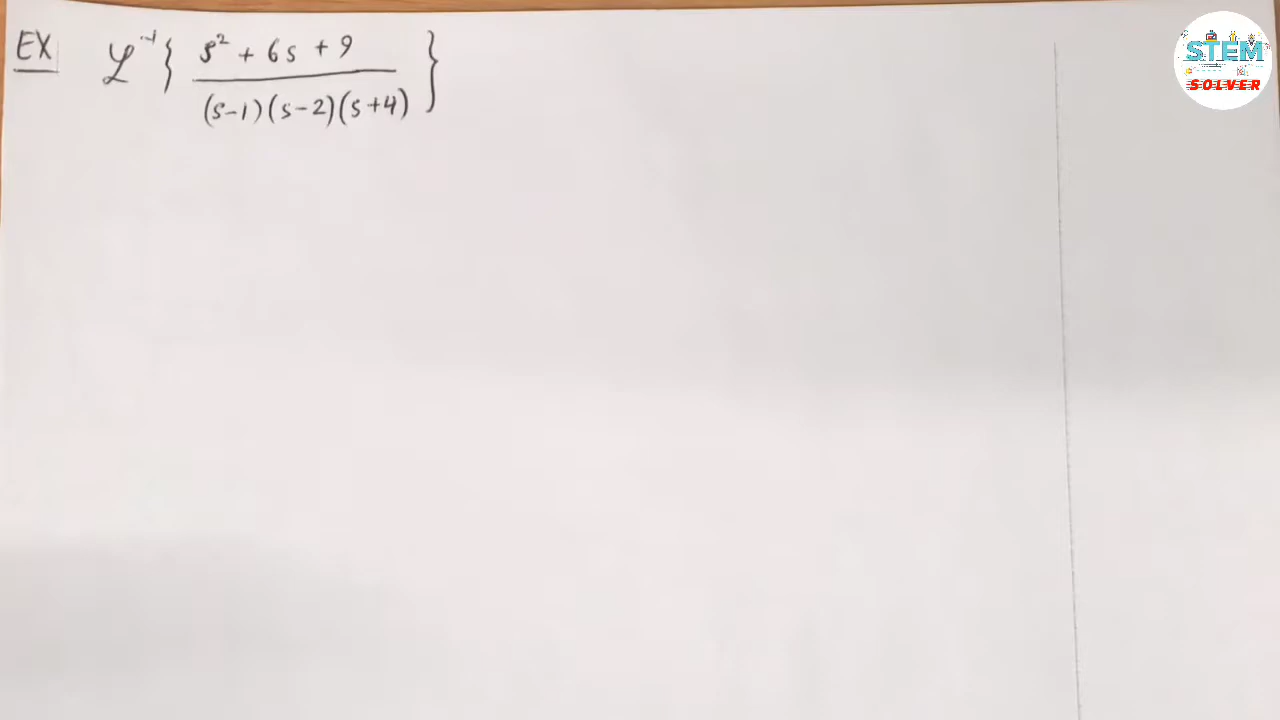 EX ℒ⁻¹ { s² + 6s + 9
(s-1)(s-2)(s+4) }
STEM
SOLVER